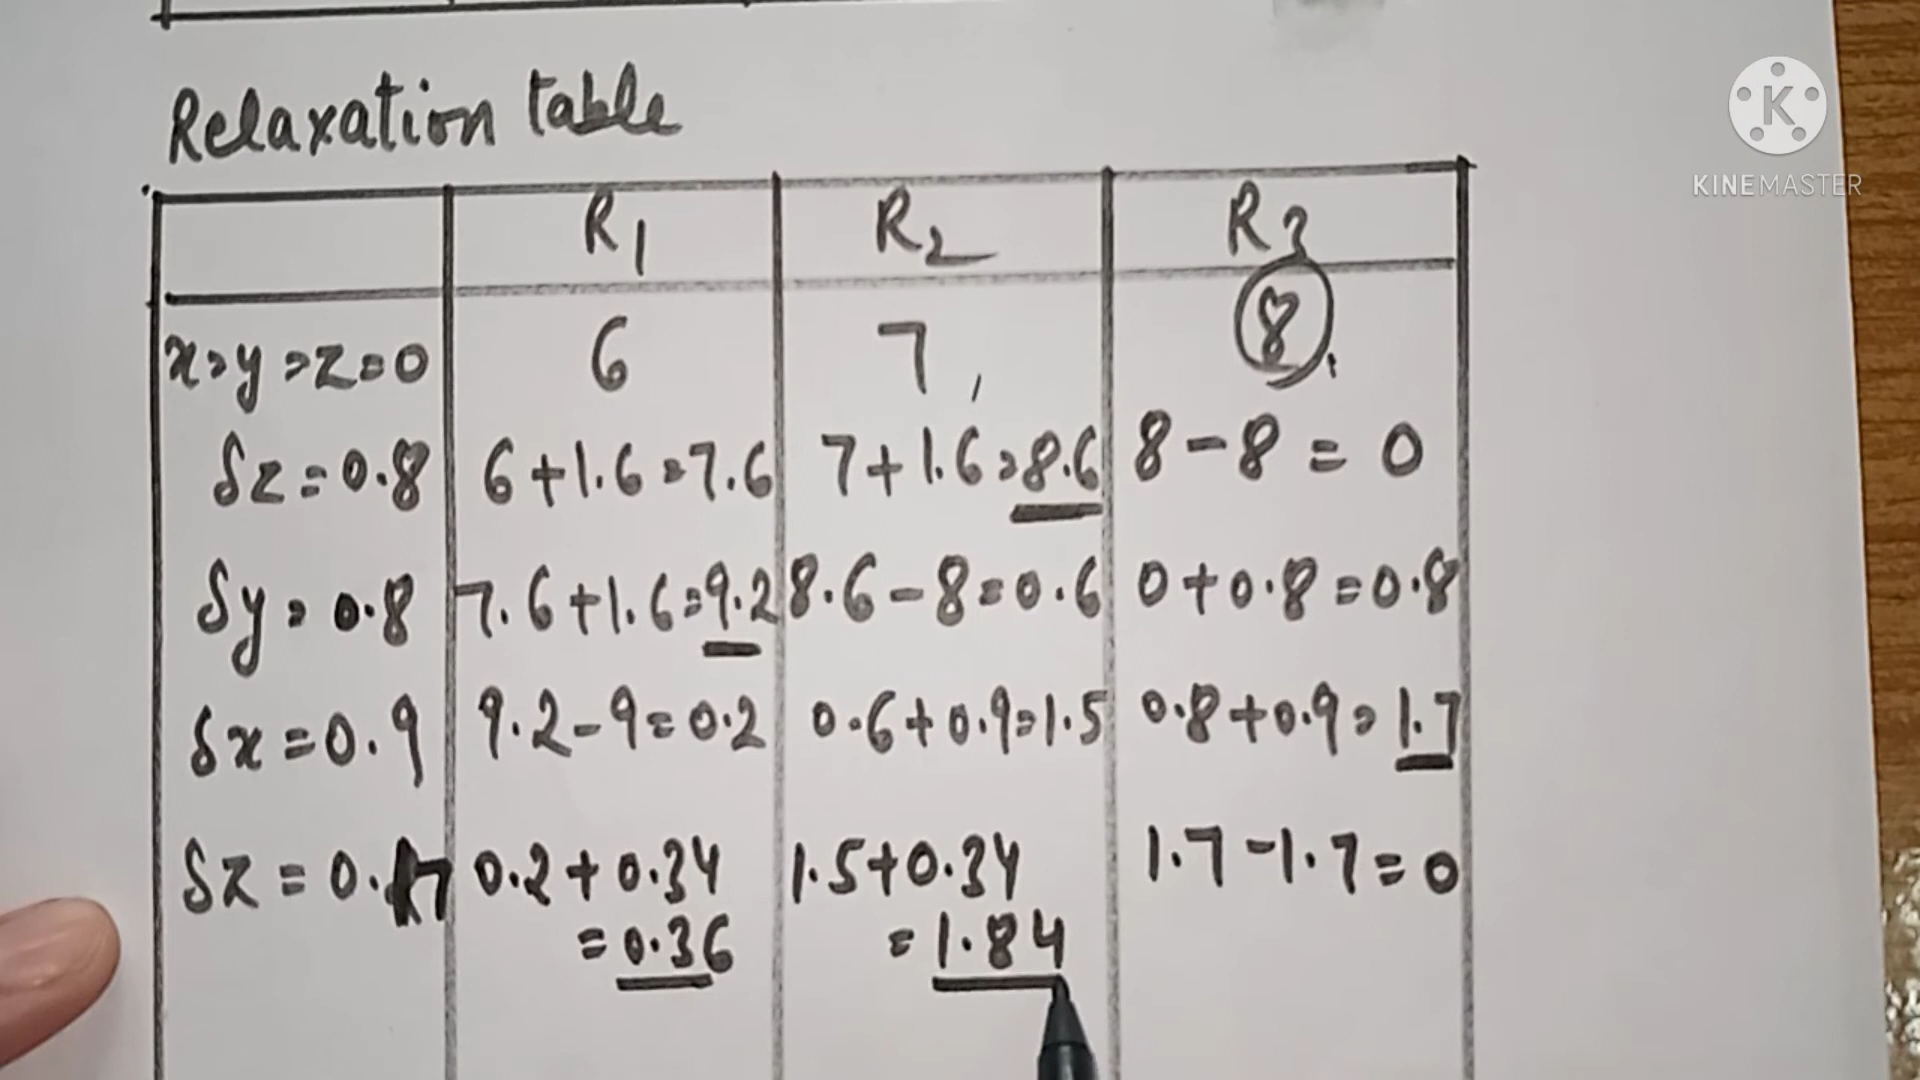 KINEMASTER
Relaxation table
R1 R2 R3
x=y=z=0 6 7, 8.
δz=0.8 6+1.6=7.6 7+1.6=8.6 8-8=0
δy=0.8 7.6+1.6=9.2 8.6-8=0.6 0+0.8=0.8
δx=0.9 9.2-9=0.2 0.6+0.9=1.5 0.8+0.9=1.7
δz=0.17 0.2+0.34 1.5+0.34 1.7-1.7=0
=0.36 =1.84